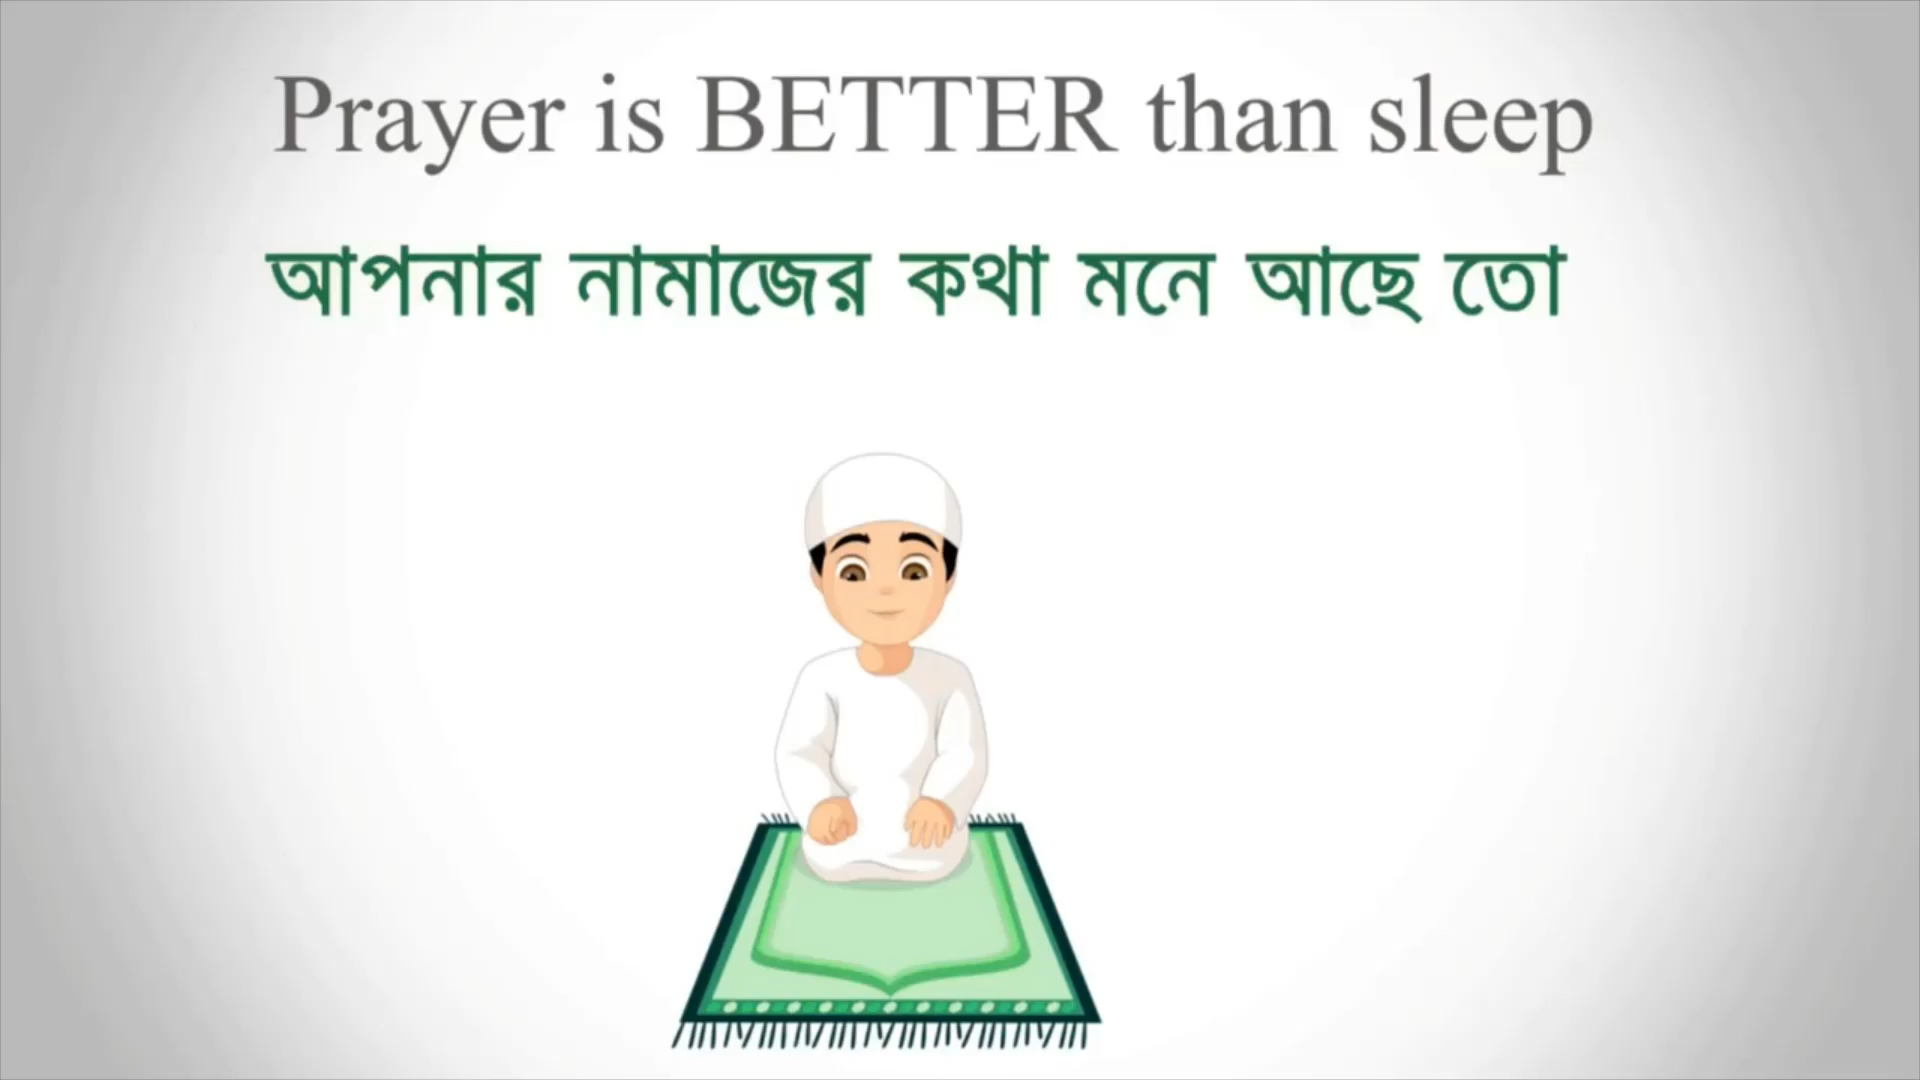 Prayer is BETTER than sleep
আপনার নামাজের কথা মনে আছে তো